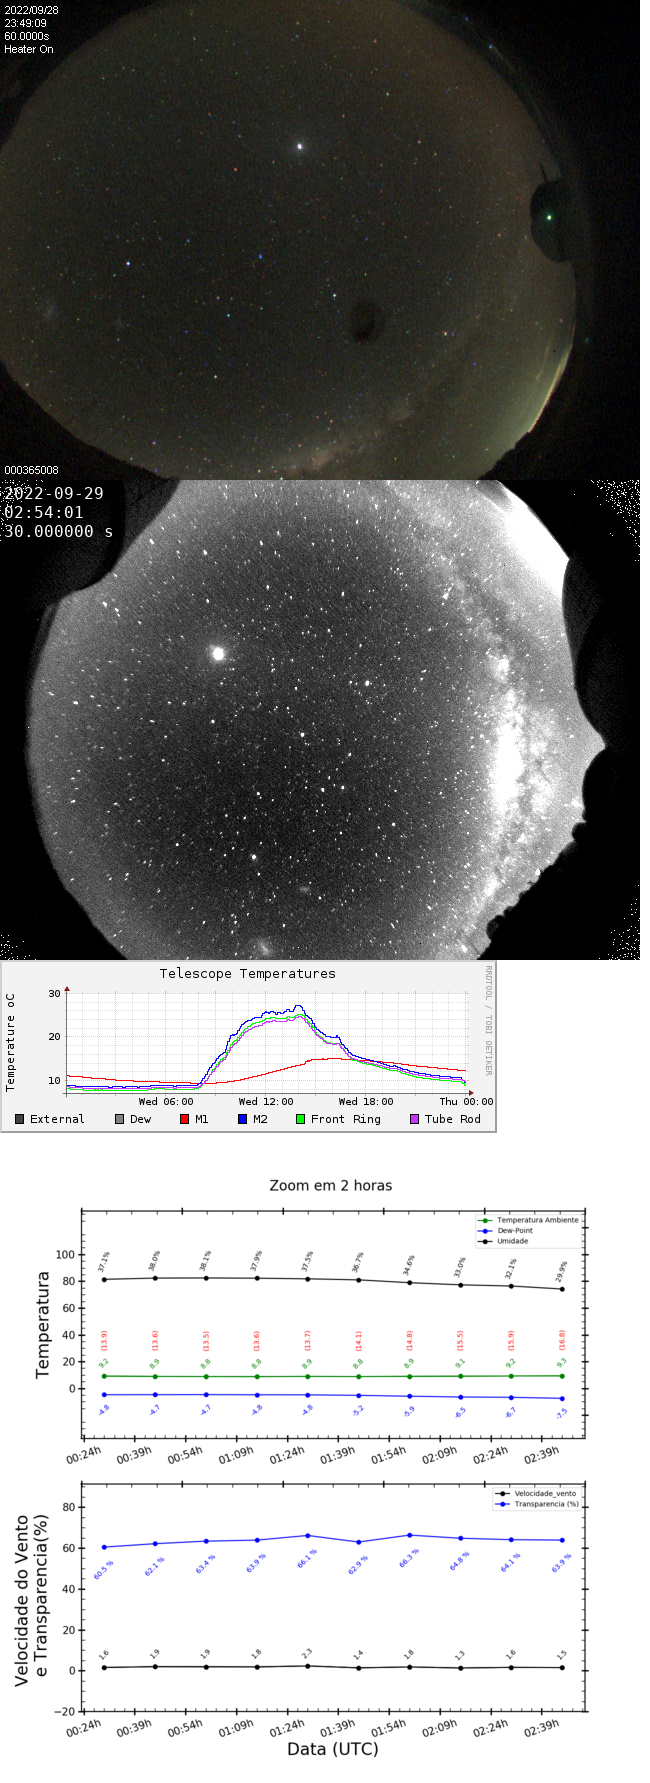 2022/09/28
23:49:09
60.0000s
Heater On
000365008
2022-09-29
02:54:01
30.000000 s
Telescope Temperatures
RRDTOOL / TOBI OETIKER
Temperature oC
30
20
10
Wed 06:00 Wed 12:00 Wed 18:00 Thu 00:00
External Dew M1 M2 Front Ring Tube Rod
Zoom em 2 horas
Temperatura Ambiente
Dew-Point
Umidade
Temperatura
100
80
60
40
20
0
37.1% 38.0% 38.1% 37.9% 37.5% 36.7% 34.6% 33.0% 32.1% 29.9%
(13.9) (13.6) (13.5) (13.6) (13.7) (14.1) (14.8) (15.5) (15.9) (16.8)
9.2 8.9 8.8 8.8 8.9 8.8 8.9 9.1 9.2 9.3
-4.8 -4.7 -4.7 -4.8 -4.8 -5.2 -5.9 -6.5 -6.7 -7.5
00:24h 00:39h 00:54h 01:09h 01:24h 01:39h 01:54h 02:09h 02:24h 02:39h
Velocidade_vento
Transparencia (%)
Velocidade do Vento
e Transparencia(%)
80
60
40
20
0
−20
60.5 % 62.1 % 63.4 % 63.9 % 66.1 % 62.9 % 66.3 % 64.8 % 64.1 % 63.9 %
1.6 1.9 1.9 1.8 2.3 1.4 1.8 1.3 1.6 1.5
00:24h 00:39h 00:54h 01:09h 01:24h 01:39h 01:54h 02:09h 02:24h 02:39h
Data (UTC)